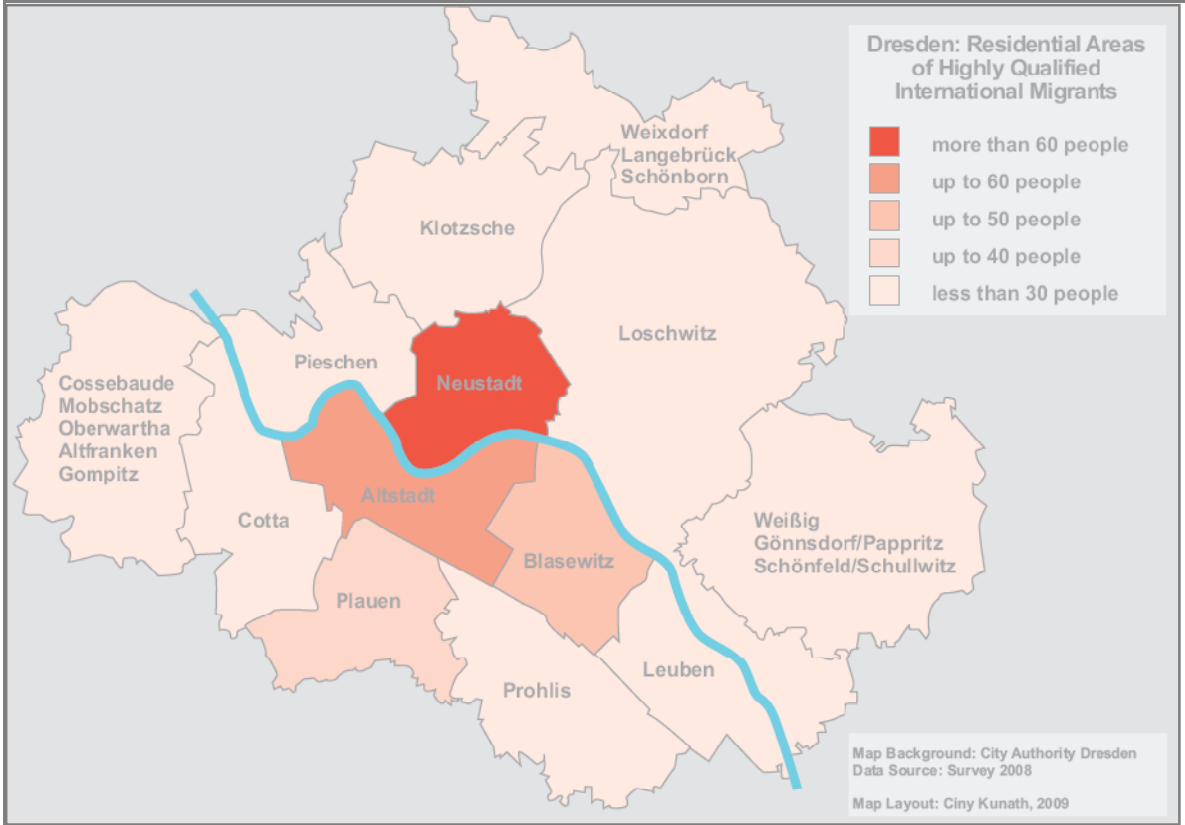 Dresden: Residential Areas
of Highly Qualified
International Migrants
more than 60 people
up to 60 people
up to 50 people
up to 40 people
less than 30 people
Weixdorf
Langebrück
Schönborn
Klotzsche
Loschwitz
Pieschen
Neustadt
Cossebaude
Mobschatz
Oberwartha
Altfranken
Gompitz
Altstadt
Cotta
Weißig
Gönnsdorf/Pappritz
Schönfeld/Schullwitz
Blasewitz
Plauen
Leuben
Prohlis
Map Background: City Authority Dresden
Data Source: Survey 2008
Map Layout: Ciny Kunath, 2009